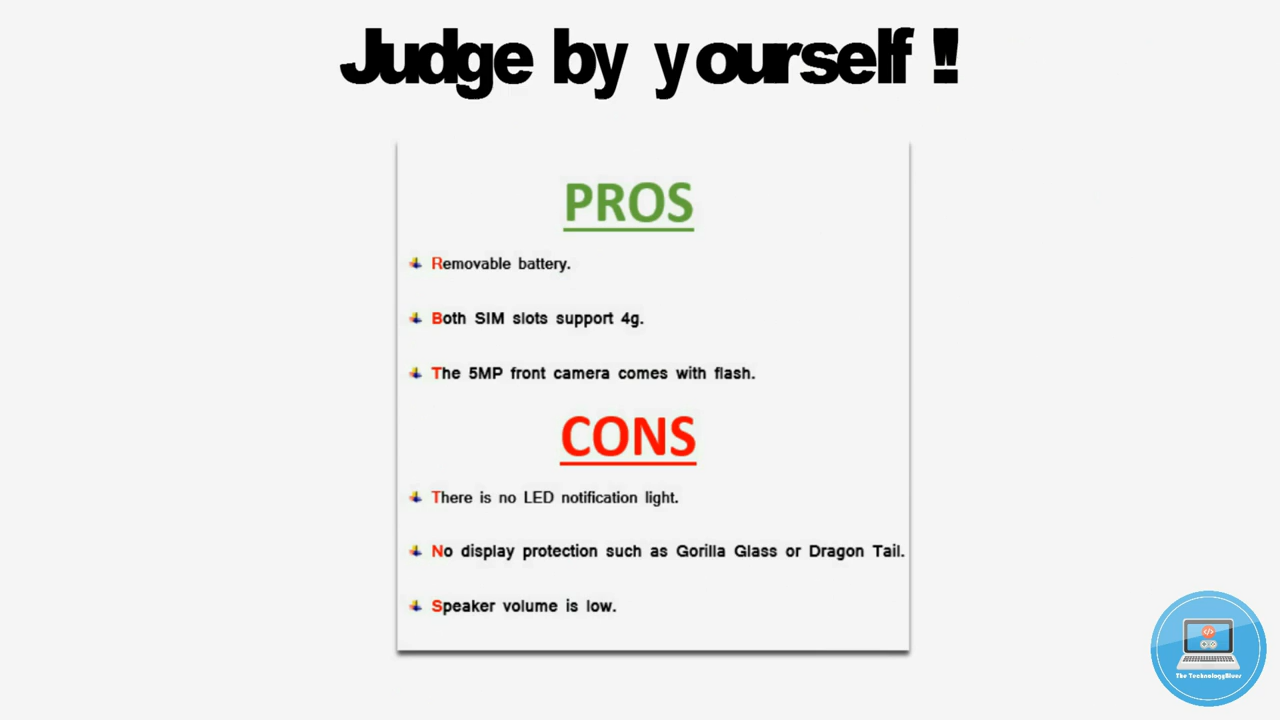 Judge by yourself !!
PROS
Removable battery.
Both SIM slots support 4g.
The 5MP front camera comes with flash.
CONS
There is no LED notification light.
No display protection such as Gorilla Glass or Dragon Tail.
Speaker volume is low.
The TechnologyBlues